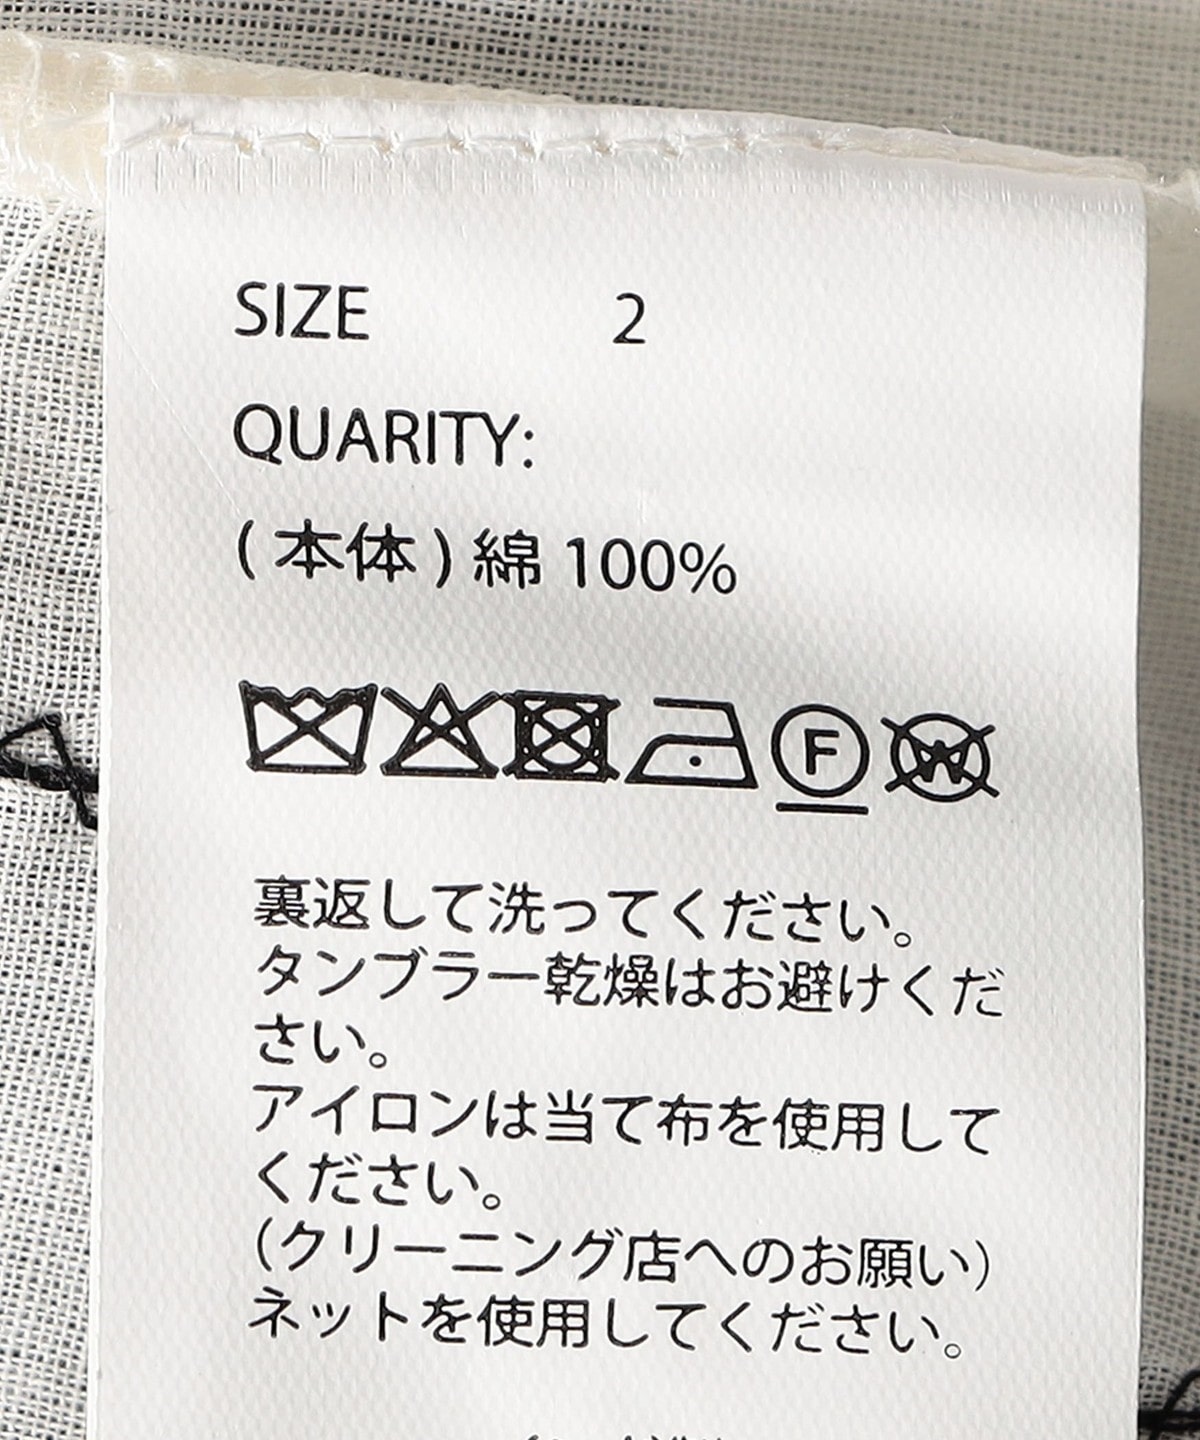 SIZE 2
QUARITY:
(本体)綿 100%
F
W
裏返して洗ってください。
タンブラー乾燥はお避けくだ
さい。
アイロンは当て布を使用して
ください。
(クリーニング店へのお願い)
ネットを使用してください。